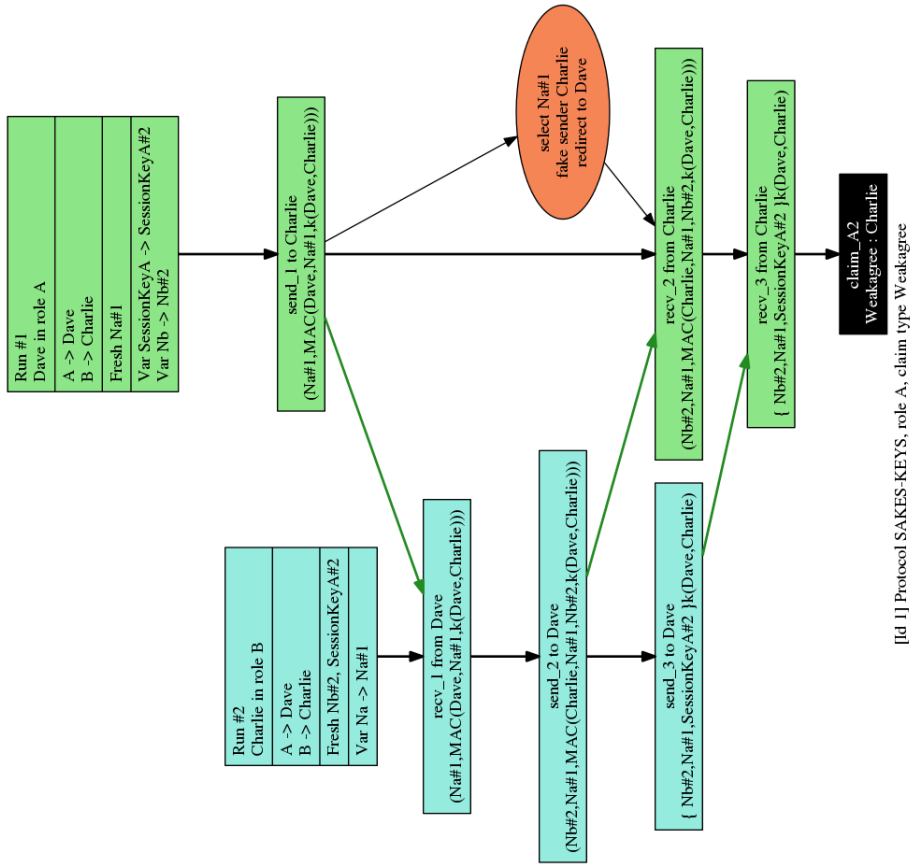 Run #1
Dave in role A
A -> Dave
B -> Charlie
Fresh Na#1
Var SessionKeyA -> SessionKeyA#2
Var Nb -> Nb#2
send_1 to Charlie
(Na#1,MAC(Dave,Na#1,k(Dave,Charlie)))
Run #2
Charlie in role B
A -> Dave
B -> Charlie
Fresh Nb#2, SessionKeyA#2
Var Na -> Na#1
recv_1 from Dave
(Na#1,MAC(Dave,Na#1,k(Dave,Charlie)))
select Na#1
fake sender Charlie
redirect to Dave
send_2 to Dave
(Nb#2,Na#1,MAC(Charlie,Na#1,Nb#2,k(Dave,Charlie)))
recv_2 from Charlie
(Nb#2,Na#1,MAC(Charlie,Na#1,Nb#2,k(Dave,Charlie)))
send_3 to Dave
{ Nb#2,Na#1,SessionKeyA#2 }k(Dave,Charlie)
recv_3 from Charlie
{ Nb#2,Na#1,SessionKeyA#2 }k(Dave,Charlie)
claim_A2
Weakagree : Charlie
[Id 1] Protocol SAKES-KEYS, role A, claim type Weakagree